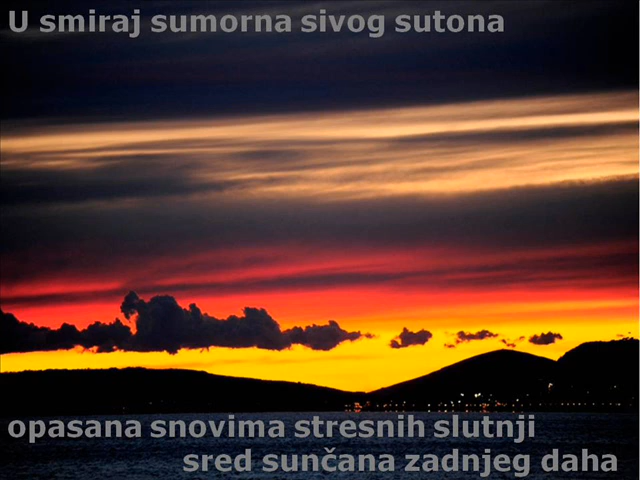 U smiraj sumorna sivog sutona
opasana snovima stresnih slutnji
sred sunčana zadnjeg daha